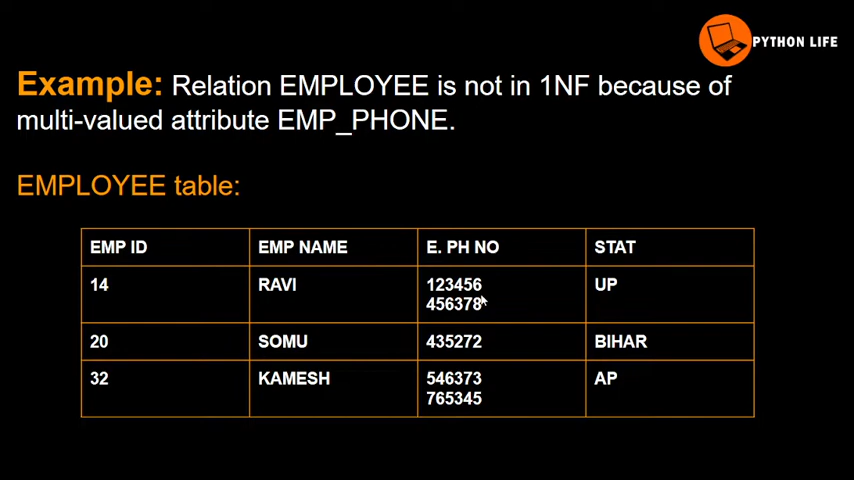 PYTHON LIFE
Example: Relation EMPLOYEE is not in 1NF because of
multi-valued attribute EMP_PHONE.
EMPLOYEE table:
EMP ID EMP NAME E. PH NO STAT
14 RAVI 123456 UP
456378
20 SOMU 435272 BIHAR
32 KAMESH 546373 AP
765345